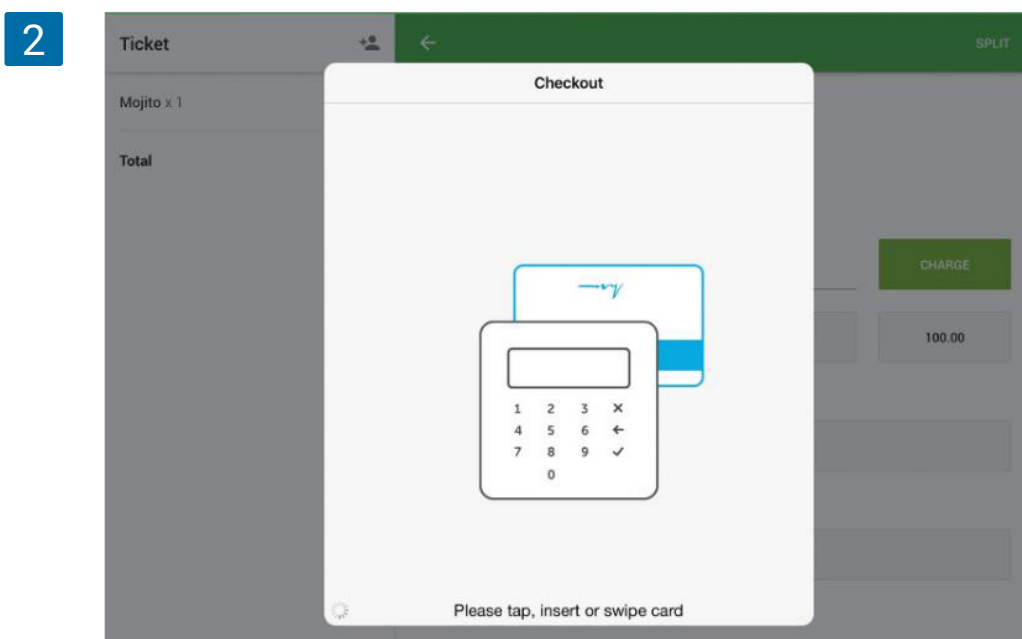 2
Ticket
SPLIT
Checkout
Mojito x 1
Total
CHARGE
100.00
1 2 3
4 5 6
7 8 9
0
Please tap, insert or swipe card